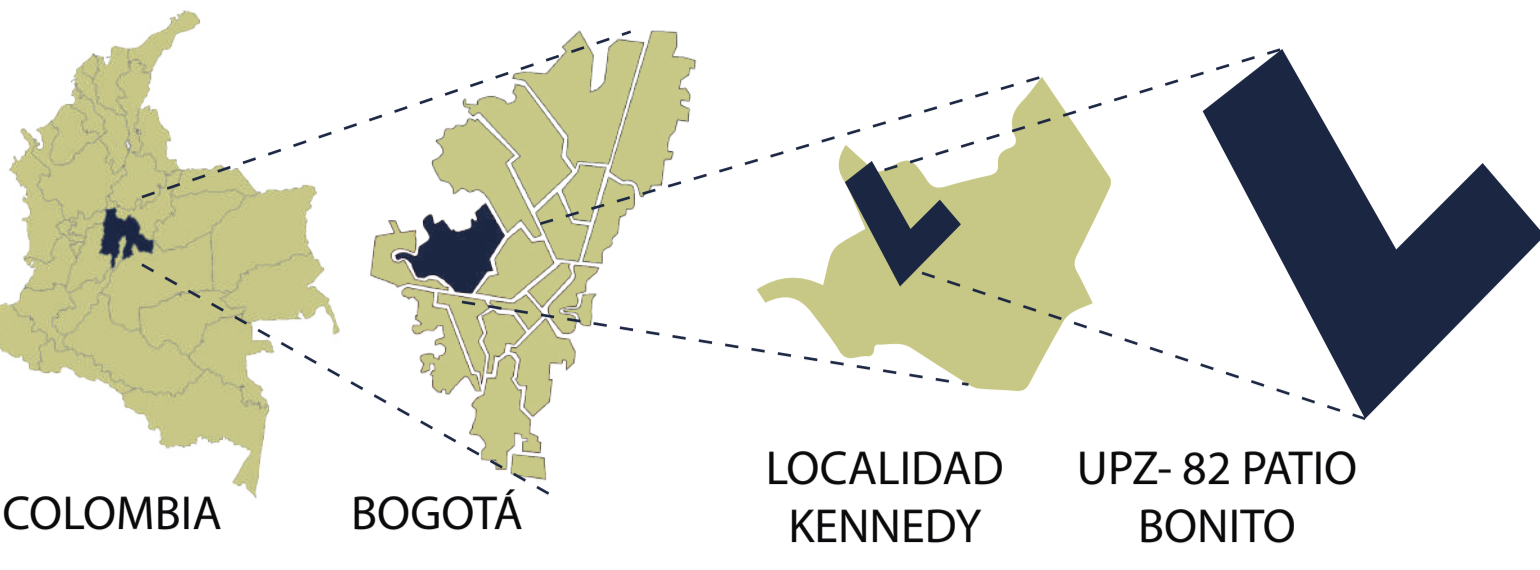 COLOMBIA
BOGOTÁ
LOCALIDAD
KENNEDY
UPZ- 82 PATIO
BONITO